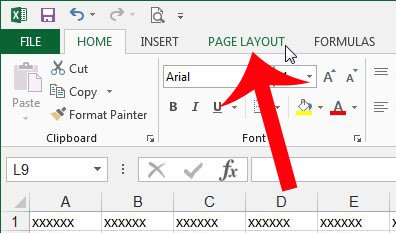 FILE HOME INSERT PAGE LAYOUT FORMULAS
Cut
Copy
Format Painter
Paste
Arial
B I U
Clipboard
Font
L9
fx
A B C D E
1 xxxxxx xxxxxx xxxxxx xxxxxx xxxxxx